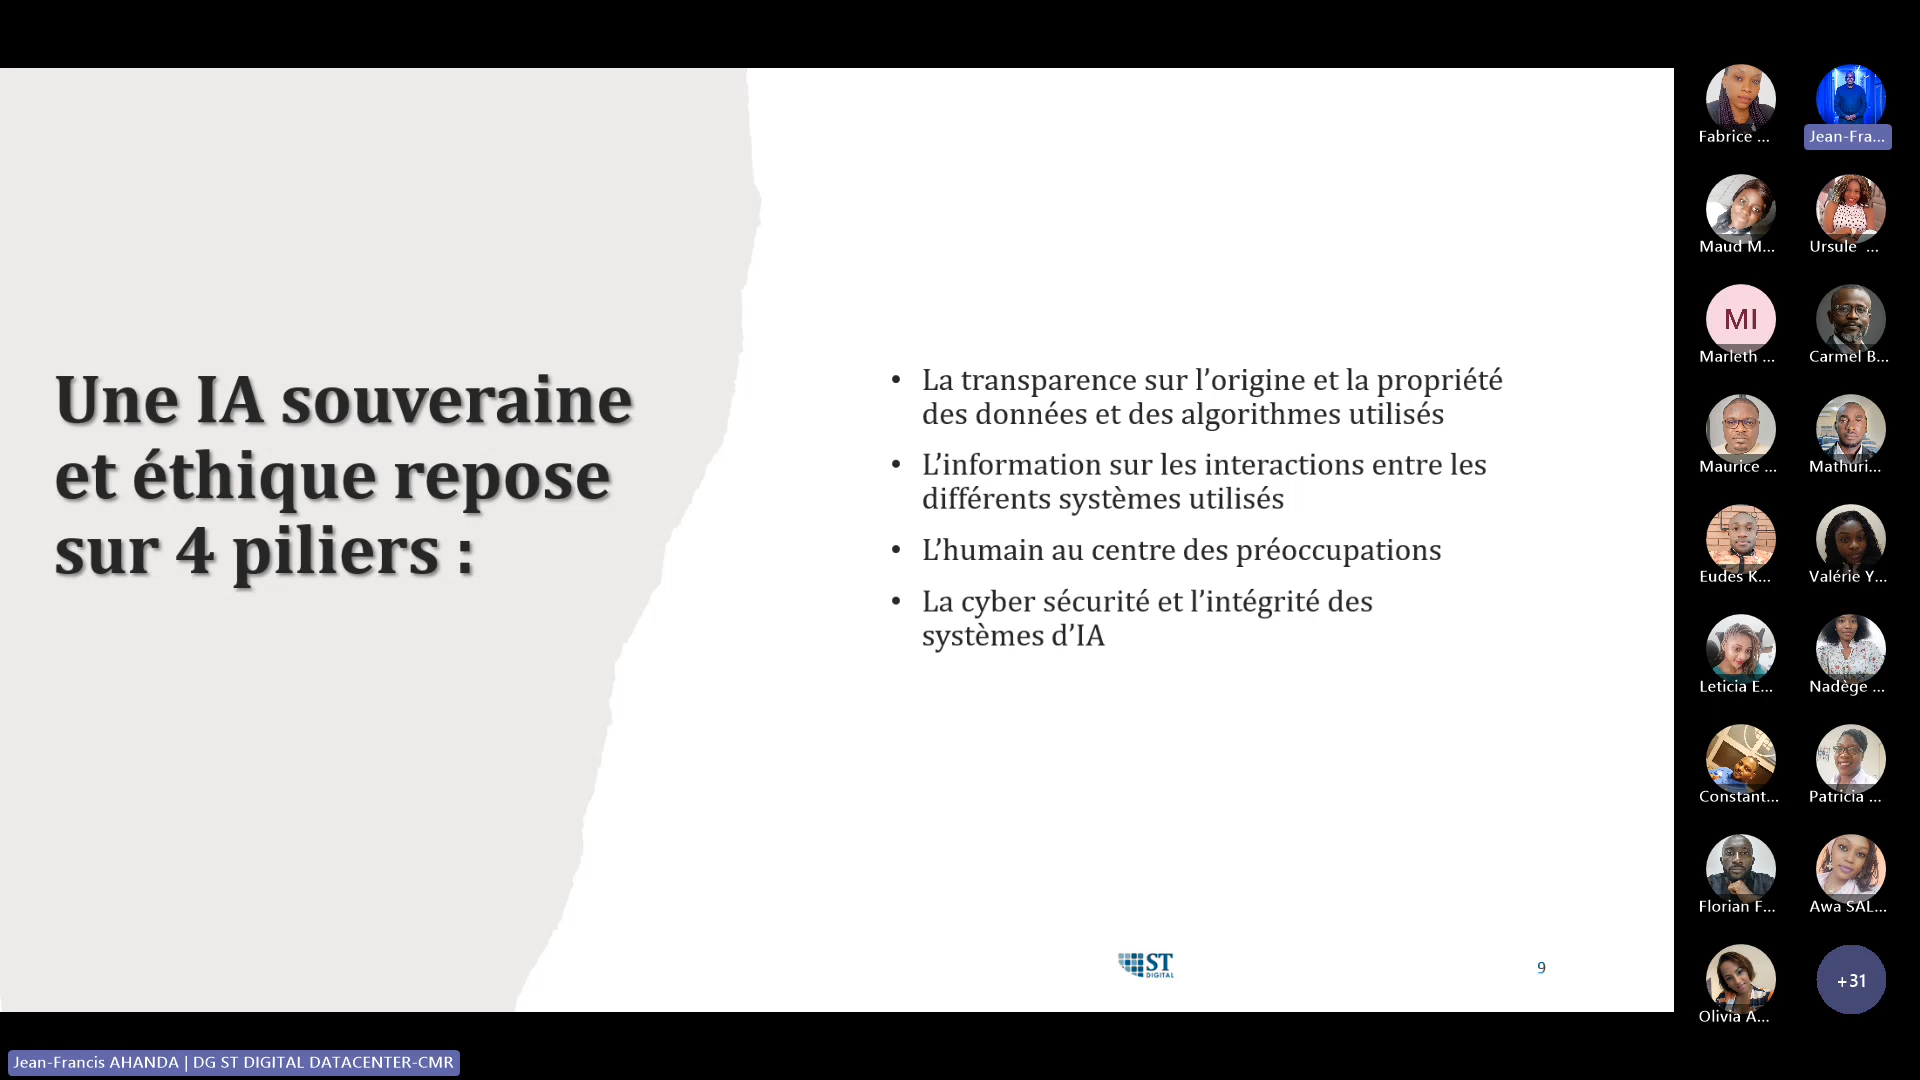 Une IA souveraine
et éthique repose
sur 4 piliers :
• La transparence sur l’origine et la propriété
des données et des algorithmes utilisés
• L’information sur les interactions entre les
différents systèmes utilisés
• L’humain au centre des préoccupations
• La cyber sécurité et l’intégrité des
systèmes d’IA
ST
DIGITAL
9
Fabrice ...
Jean-Fra...
Maud M...
Ursule ...
MI
Marleth ...
Carmel B...
Maurice ...
Mathuri...
Eudes K...
Valérie Y...
Leticia E...
Nadège ...
Constant...
Patricia ...
Florian F...
Awa SAL...
Olivia A...
+31
Jean-Francis AHANDA | DG ST DIGITAL DATACENTER-CMR